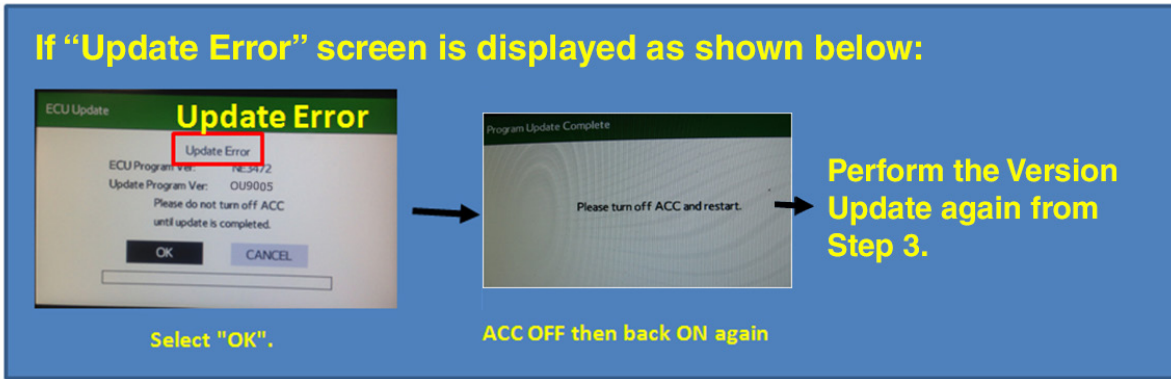 If “Update Error” screen is displayed as shown below:
ECU Update
Update Error
Update Error
ECU Program Ver: NE3472
Update Program Ver: OU9005
Please do not turn off ACC
until update is completed.
OK CANCEL
Select "OK".
Program Update Complete
Please turn off ACC and restart.
ACC OFF then back ON again
Perform the Version
Update again from
Step 3.